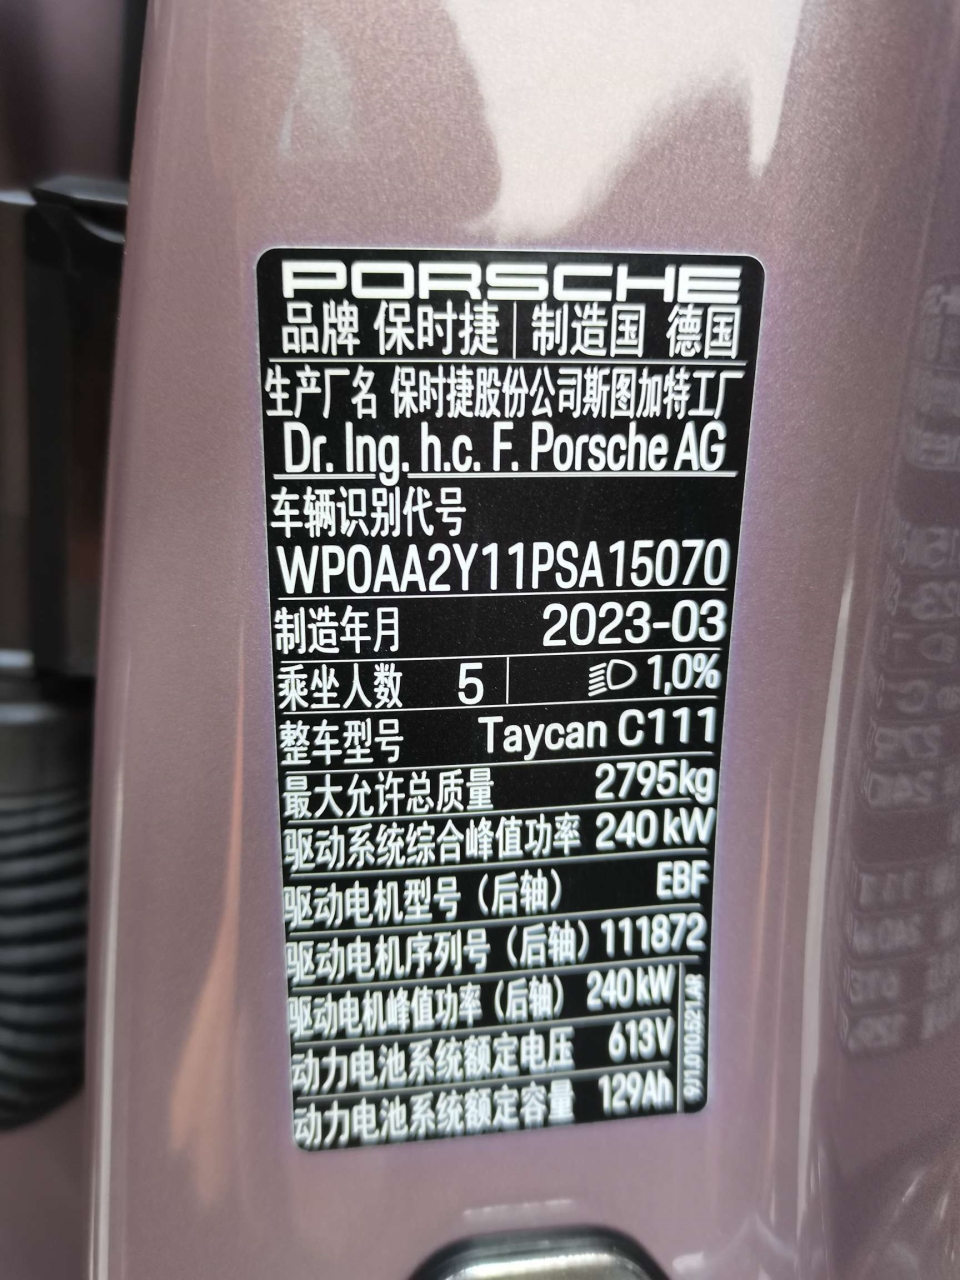 PORSCHE
品牌 保时捷 制造国 德国
生产厂名 保时捷股份公司斯图加特工厂
Dr. Ing. h.c. F. Porsche AG
车辆识别代号
WP0AA2Y11PSA15070
制造年月 2023-03
乘坐人数 5 1,0%
整车型号 Taycan C111
最大允许总质量 2795kg
驱动系统综合峰值功率 240kW
驱动电机型号（后轴） EBF
驱动电机序列号（后轴）111872
驱动电机峰值功率（后轴） 240kW
动力电池系统额定电压 613V
动力电池系统额定容量 129Ah
9J1.010.521.AR